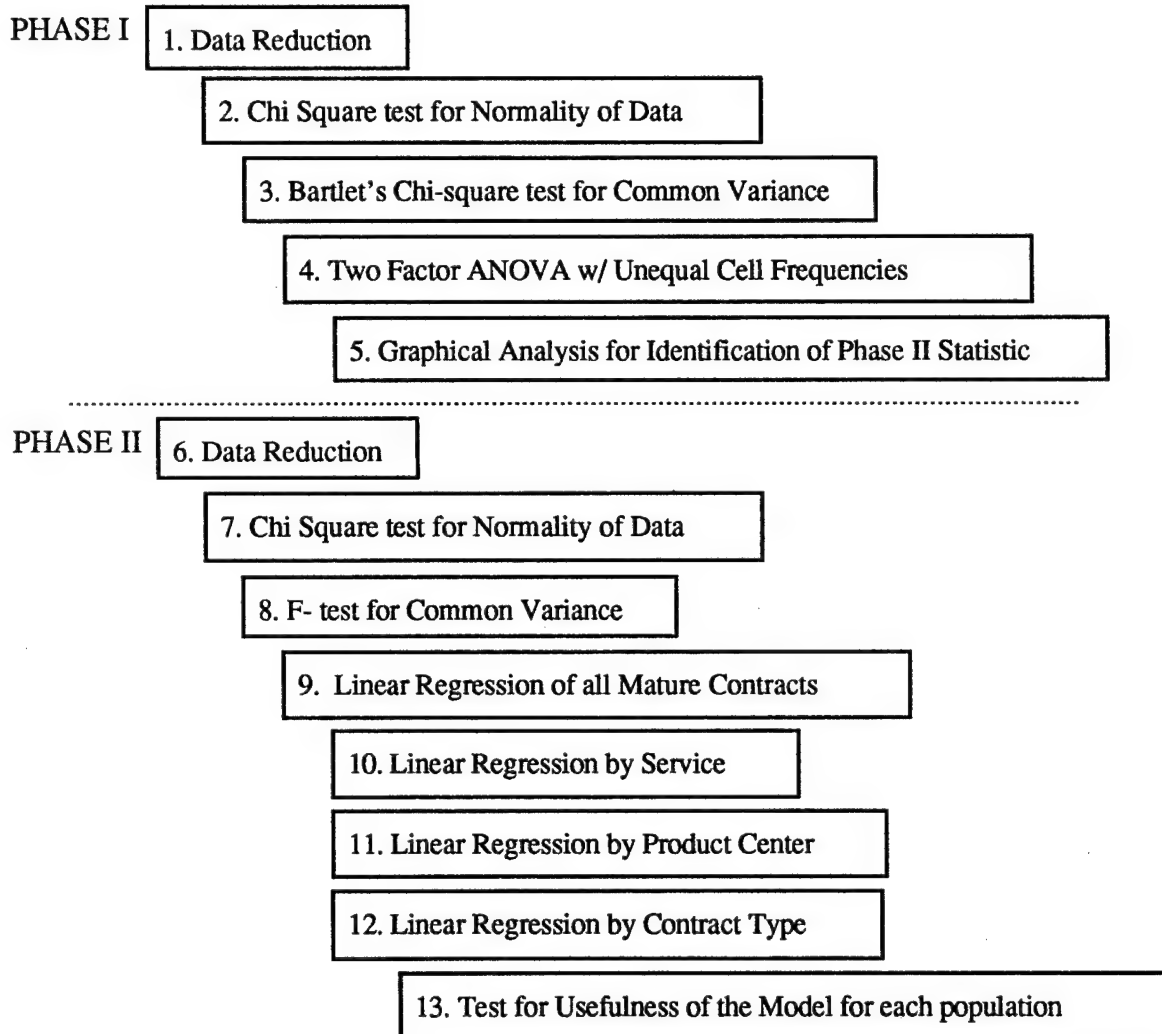 PHASE I
1. Data Reduction
2. Chi Square test for Normality of Data
3. Bartlet's Chi-square test for Common Variance
4. Two Factor ANOVA w/ Unequal Cell Frequencies
5. Graphical Analysis for Identification of Phase II Statistic
PHASE II
6. Data Reduction
7. Chi Square test for Normality of Data
8. F- test for Common Variance
9. Linear Regression of all Mature Contracts
10. Linear Regression by Service
11. Linear Regression by Product Center
12. Linear Regression by Contract Type
13. Test for Usefulness of the Model for each population